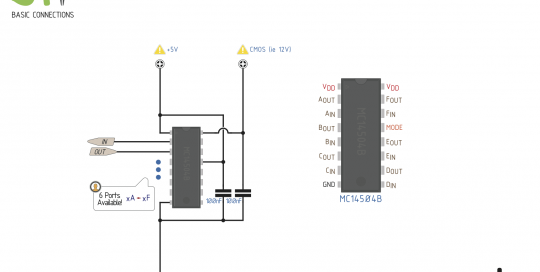 BASIC CONNECTIONS
+5V
CMOS (ie 12V)
IN
OUT
6 Ports
Available!
xA - xF
100nF
100nF
VDD
AOUT
AIN
BOUT
BIN
COUT
CIN
GND
VDD
FOUT
FIN
MODE
EOUT
EIN
DOUT
DIN
MC14504B